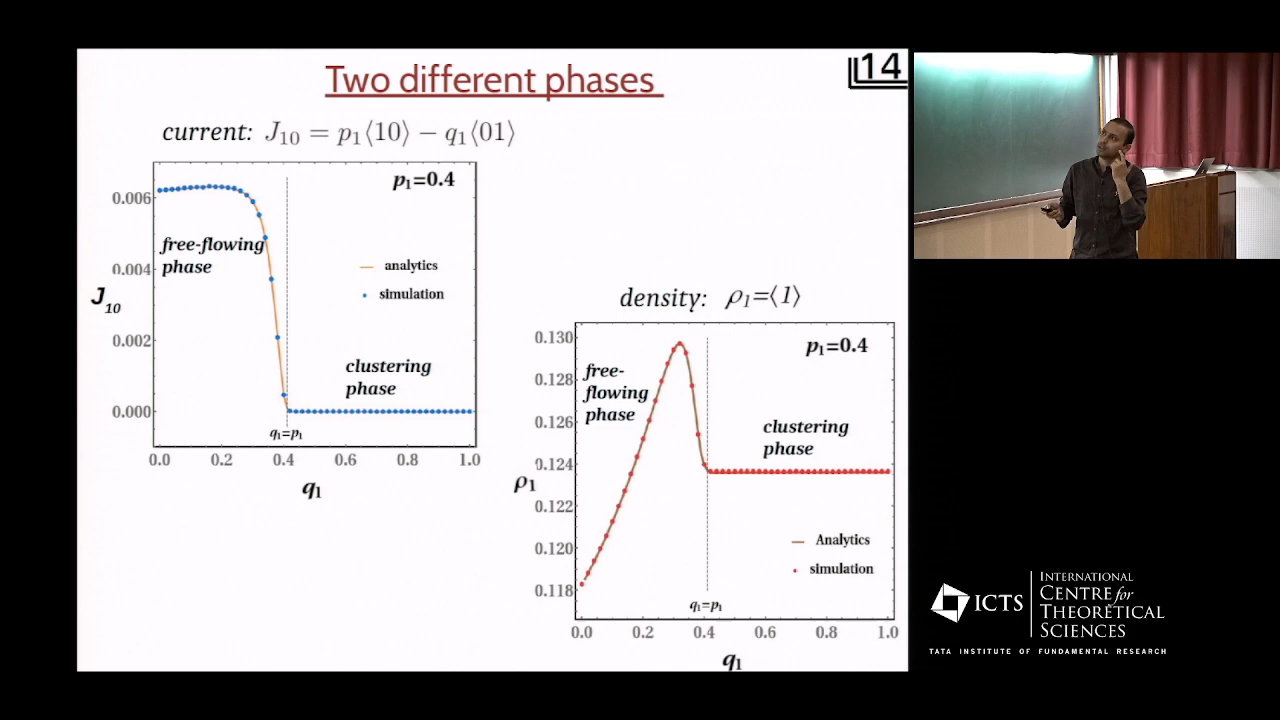 Two different phases
14
current: J₁₀ = p₁⟨10⟩ − q₁⟨01⟩
p₁=0.4
0.006
0.004
0.002
0.000
free-flowing
phase
analytics
simulation
clustering
phase
J₁₀
q₁=p₁
0.0 0.2 0.4 0.6 0.8 1.0
q₁
density: ρ₁=⟨1⟩
p₁=0.4
0.130
0.128
0.126
0.124
0.120
0.118
free-
flowing
phase
clustering
phase
ρ₁
Analytics
simulation
q₁=p₁
0.0 0.2 0.4 0.6 0.8 1.0
q₁
ICTS
INTERNATIONAL
CENTRE for
THEORETICAL
SCIENCES
TATA INSTITUTE OF FUNDAMENTAL RESEARCH